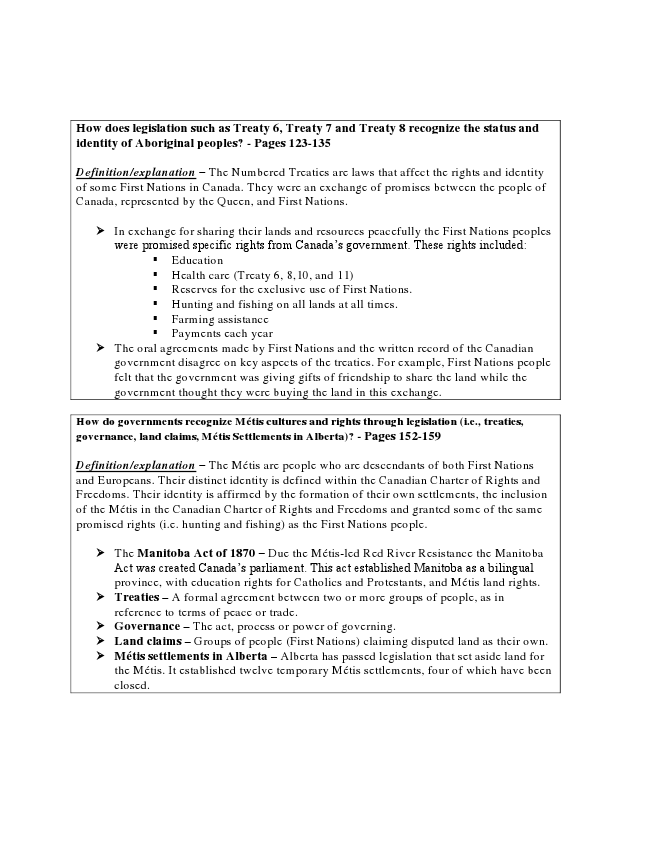 How does legislation such as Treaty 6, Treaty 7 and Treaty 8 recognize the status and
identity of Aboriginal peoples? - Pages 123-135
Definition/explanation – The Numbered Treaties are laws that affect the rights and identity
of some First Nations in Canada. They were an exchange of promises between the people of
Canada, represented by the Queen, and First Nations.
➢ In exchange for sharing their lands and resources peacefully the First Nations peoples
were promised specific rights from Canada's government. These rights included:
▪ Education
▪ Health care (Treaty 6, 8,10, and 11)
▪ Reserves for the exclusive use of First Nations.
▪ Hunting and fishing on all lands at all times.
▪ Farming assistance
▪ Payments each year
➢ The oral agreements made by First Nations and the written record of the Canadian
government disagree on key aspects of the treaties. For example, First Nations people
felt that the government was giving gifts of friendship to share the land while the
government thought they were buying the land in this exchange.
How do governments recognize Métis cultures and rights through legislation (i.e., treaties,
governance, land claims, Métis Settlements in Alberta)? - Pages 152-159
Definition/explanation – The Métis are people who are descendants of both First Nations
and Europeans. Their distinct identity is defined within the Canadian Charter of Rights and
Freedoms. Their identity is affirmed by the formation of their own settlements, the inclusion
of the Métis in the Canadian Charter of Rights and Freedoms and granted some of the same
promised rights (i.e. hunting and fishing) as the First Nations people.
➢ The Manitoba Act of 1870 – Due the Métis-led Red River Resistance the Manitoba
Act was created Canada's parliament. This act established Manitoba as a bilingual
province, with education rights for Catholics and Protestants, and Métis land rights.
➢ Treaties – A formal agreement between two or more groups of people, as in
reference to terms of peace or trade.
➢ Governance – The act, process or power of governing.
➢ Land claims – Groups of people (First Nations) claiming disputed land as their own.
➢ Métis settlements in Alberta – Alberta has passed legislation that set aside land for
the Métis. It established twelve temporary Métis settlements, four of which have been
closed.